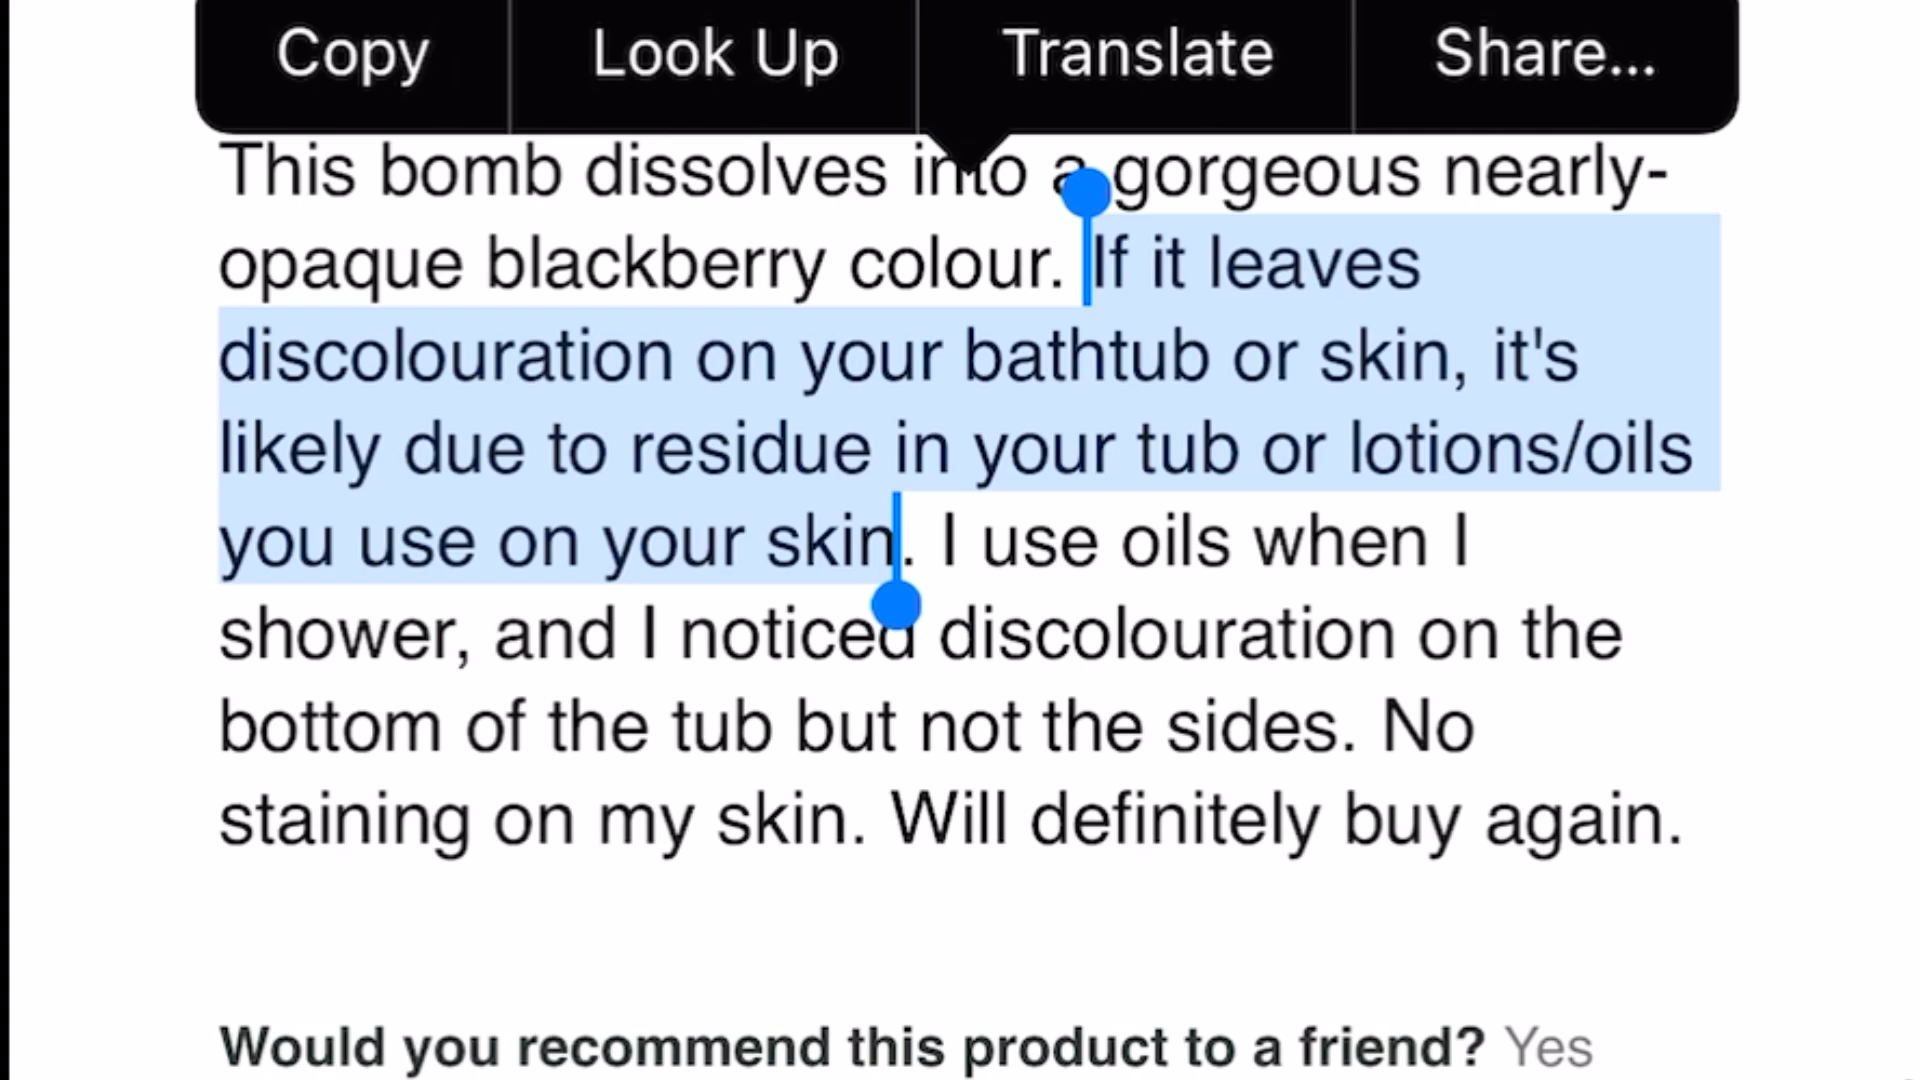 Copy Look Up Translate Share...
This bomb dissolves into a gorgeous nearly-
opaque blackberry colour. If it leaves
discolouration on your bathtub or skin, it's
likely due to residue in your tub or lotions/oils
you use on your skin. I use oils when I
shower, and I noticed discolouration on the
bottom of the tub but not the sides. No
staining on my skin. Will definitely buy again.
Would you recommend this product to a friend? Yes